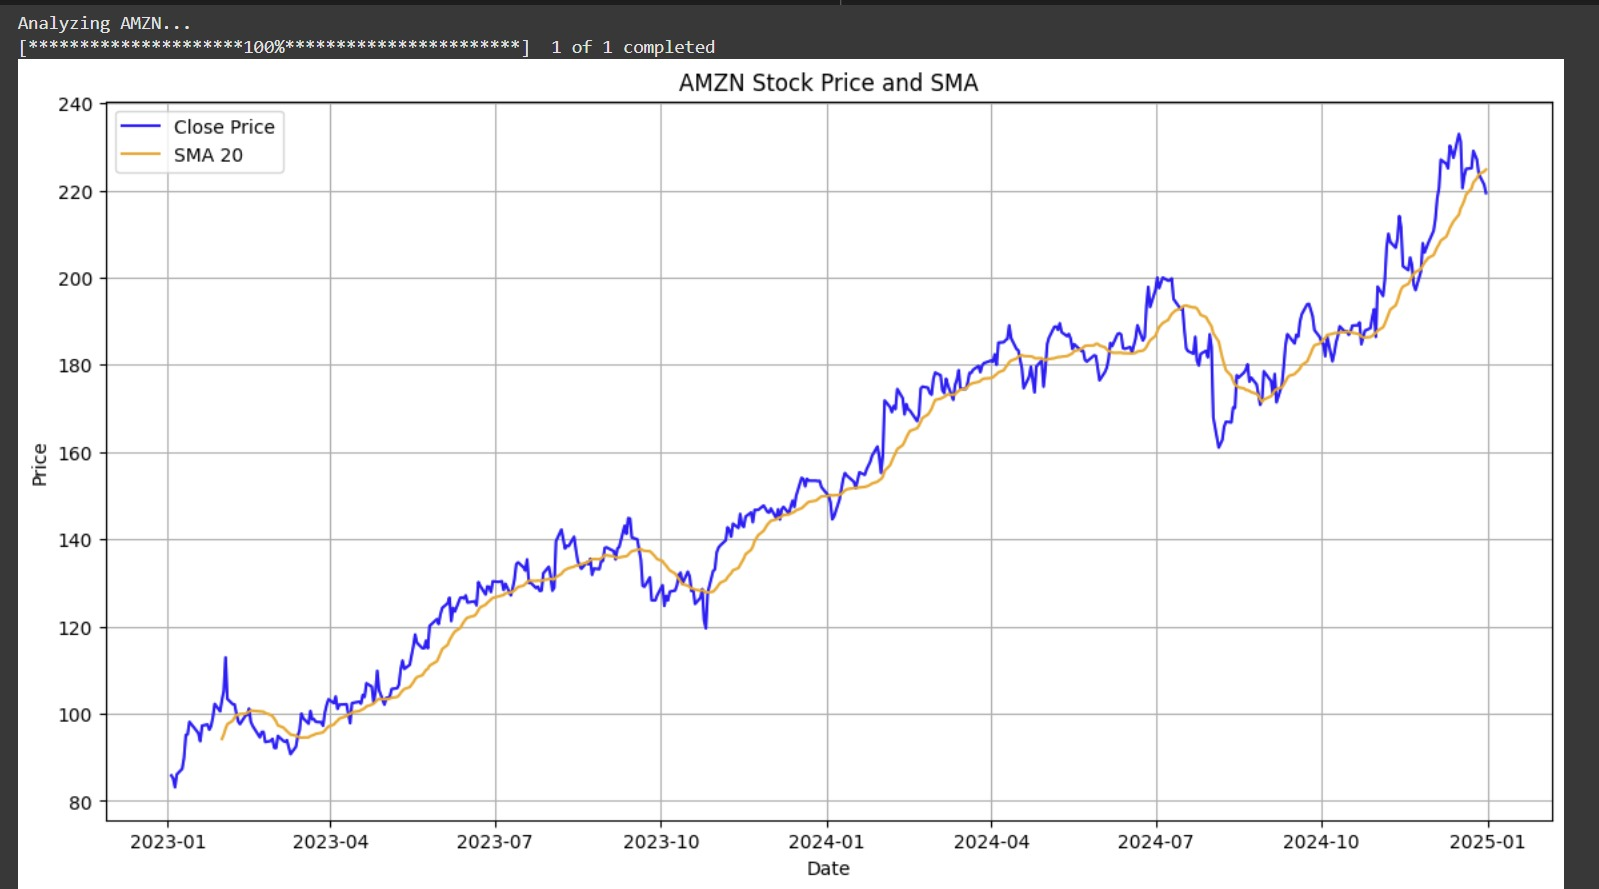 Analyzing AMZN...
[*********************100%***********************]  1 of 1 completed
AMZN Stock Price and SMA
Close Price
SMA 20
240
220
200
180
160
140
120
100
80
Price
2023-01 2023-04 2023-07 2023-10 2024-01 2024-04 2024-07 2024-10 2025-01
Date